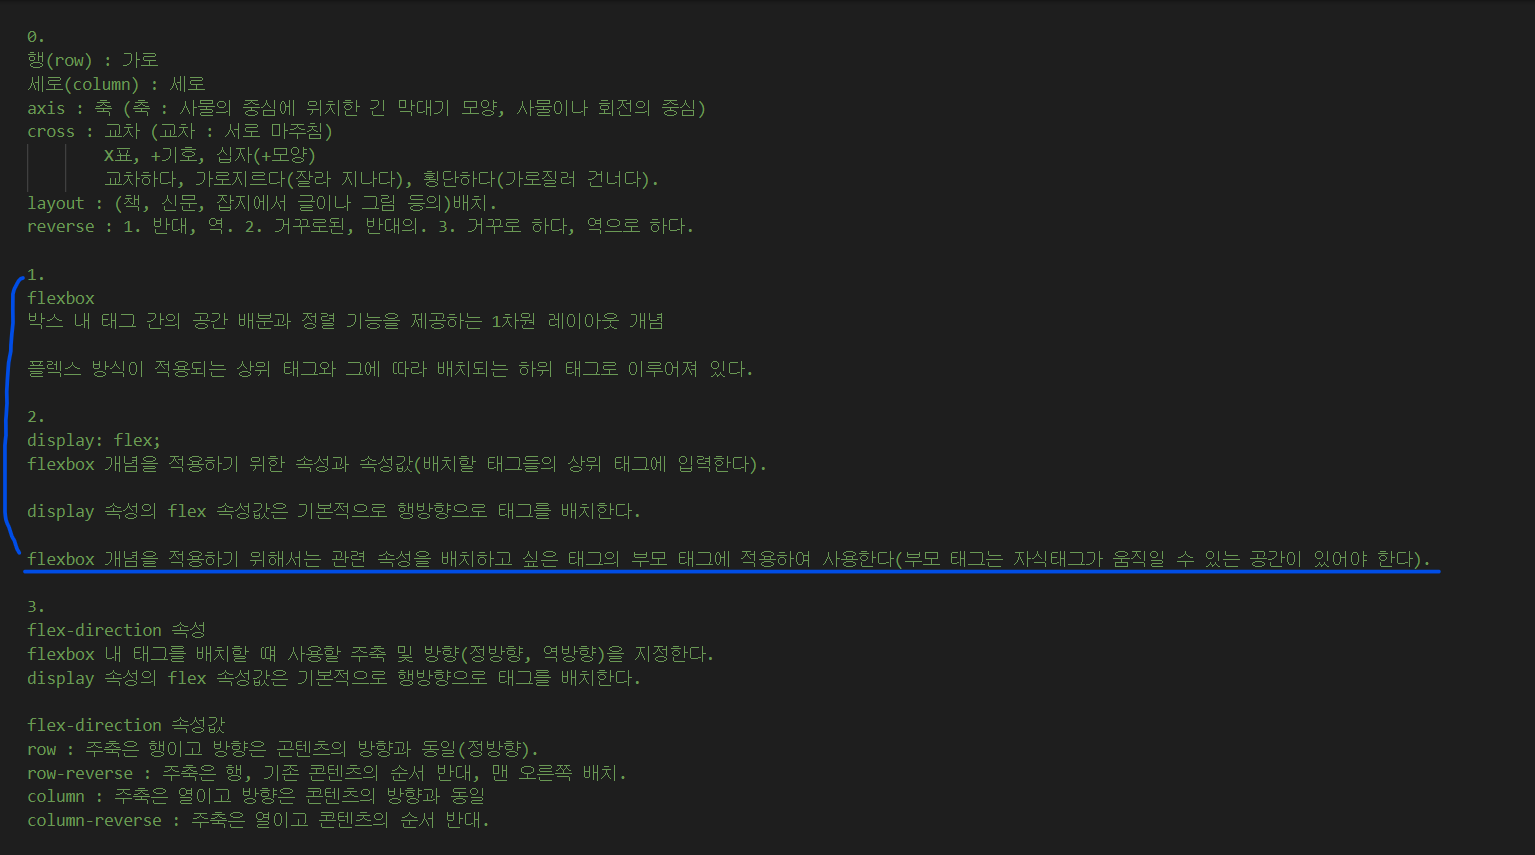 0.
행(row) : 가로
세로(column) : 세로
axis : 축 (축 : 사물의 중심에 위치한 긴 막대기 모양, 사물이나 회전의 중심)
cross : 교차 (교차 : 서로 마주침)
X표, +기호, 십자(+모양)
교차하다, 가로지르다(잘라 지나다), 횡단하다(가로질러 건너다).
layout : (책, 신문, 잡지에서 글이나 그림 등의)배치.
reverse : 1. 반대, 역. 2. 거꾸로된, 반대의. 3. 거꾸로 하다, 역으로 하다.
1.
flexbox
박스 내 태그 간의 공간 배분과 정렬 기능을 제공하는 1차원 레이아웃 개념
플렉스 방식이 적용되는 상위 태그와 그에 따라 배치되는 하위 태그로 이루어져 있다.
2.
display: flex;
flexbox 개념을 적용하기 위한 속성과 속성값(배치할 태그들의 상위 태그에 입력한다).
display 속성의 flex 속성값은 기본적으로 행방향으로 태그를 배치한다.
flexbox 개념을 적용하기 위해서는 관련 속성을 배치하고 싶은 태그의 부모 태그에 적용하여 사용한다(부모 태그는 자식태그가 움직일 수 있는 공간이 있어야 한다).
3.
flex-direction 속성
flexbox 내 태그를 배치할 떄 사용할 주축 및 방향(정방향, 역방향)을 지정한다.
display 속성의 flex 속성값은 기본적으로 행방향으로 태그를 배치한다.
flex-direction 속성값
row : 주축은 행이고 방향은 콘텐츠의 방향과 동일(정방향).
row-reverse : 주축은 행, 기존 콘텐츠의 순서 반대, 맨 오른쪽 배치.
column : 주축은 열이고 방향은 콘텐츠의 방향과 동일
column-reverse : 주축은 열이고 콘텐츠의 순서 반대.